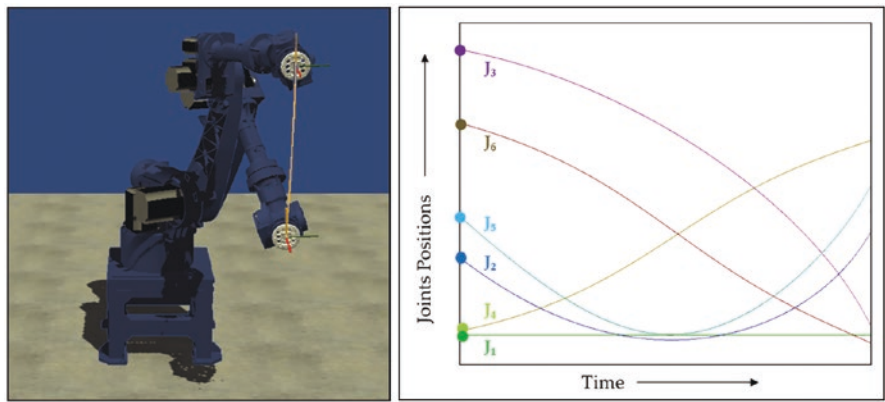 J₃
J₆
J₅
J₂
J₄
J₁
Joints Positions
Time